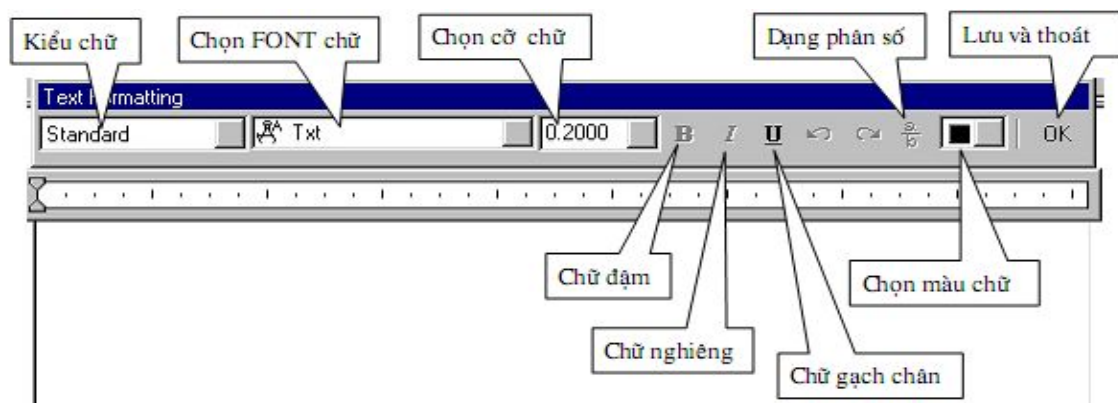 Kiểu chữ
Chọn FONT chữ
Chọn cỡ chữ
Dạng phân số
Lưu và thoát
Text Formatting
Standard
Txt
0.2000
B
I
U
a/b
OK
Chữ đậm
Chọn màu chữ
Chữ nghiêng
Chữ gạch chân